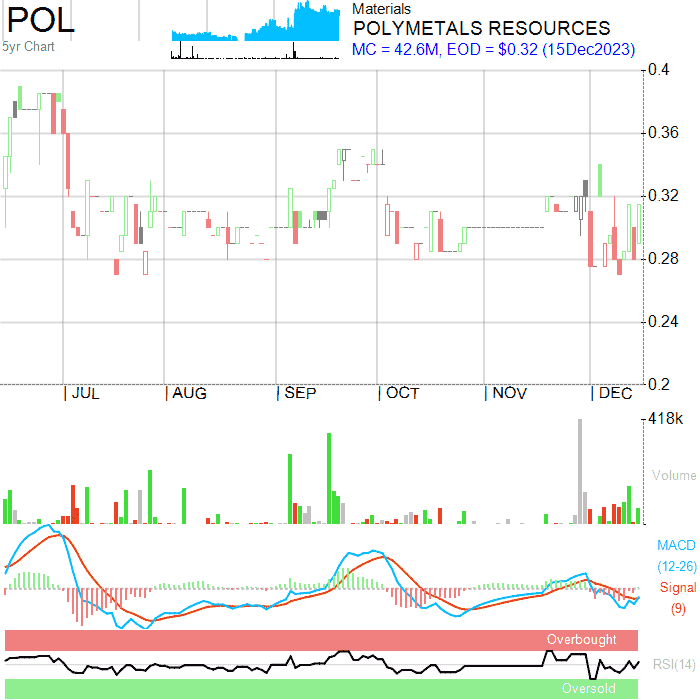 POL
5yr Chart
Materials
POLYMETALS RESOURCES
MC = 42.6M, EOD = $0.32 (15Dec2023)
0.4
0.36
0.32
0.28
0.24
0.2
JUL
AUG
SEP
OCT
NOV
DEC
418k
Volume
MACD
(12-26)
Signal
(9)
Overbought
RSI(14)
Oversold